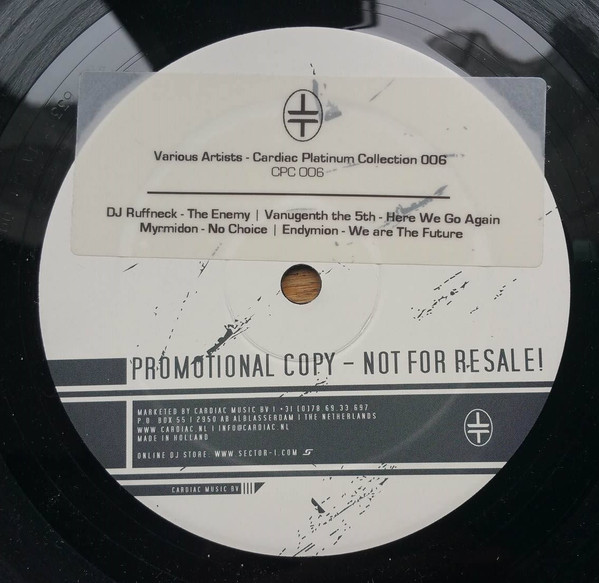 Various Artists - Cardiac Platinum Collection 006
CPC 006
DJ Ruffneck - The Enemy | Vanugenth the 5th - Here We Go Again
Myrmidon - No Choice | Endymion - We are The Future
PROMOTIONAL COPY - NOT FOR RESALE!
MARKETED BY CARDIAC MUSIC BV | +31 (0)78.69.33.697
P.O. BOX 55 | 2950 AB ALBLASSERDAM | THE NETHERLANDS
WWW.CARDIAC.NL | INFO@CARDIAC.NL
MADE IN HOLLAND
ONLINE DJ STORE: WWW.SECTOR-1.COM
CARDIAC MUSIC BV